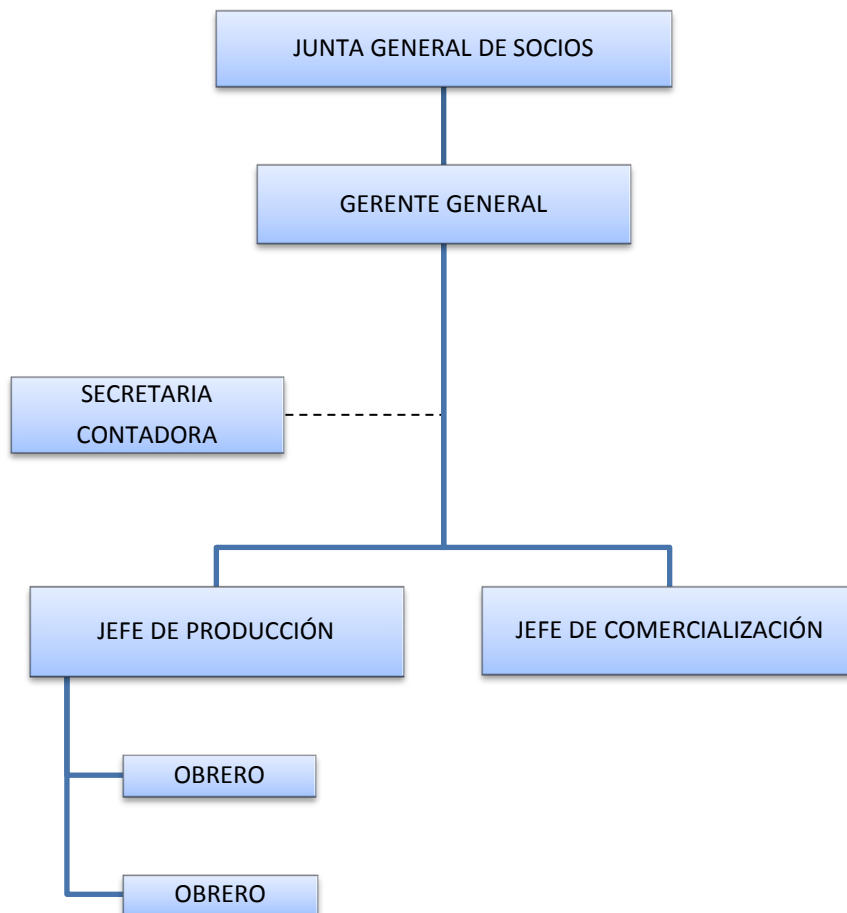 JUNTA GENERAL DE SOCIOS
GERENTE GENERAL
SECRETARIA
CONTADORA
JEFE DE PRODUCCIÓN
JEFE DE COMERCIALIZACIÓN
OBRERO
OBRERO